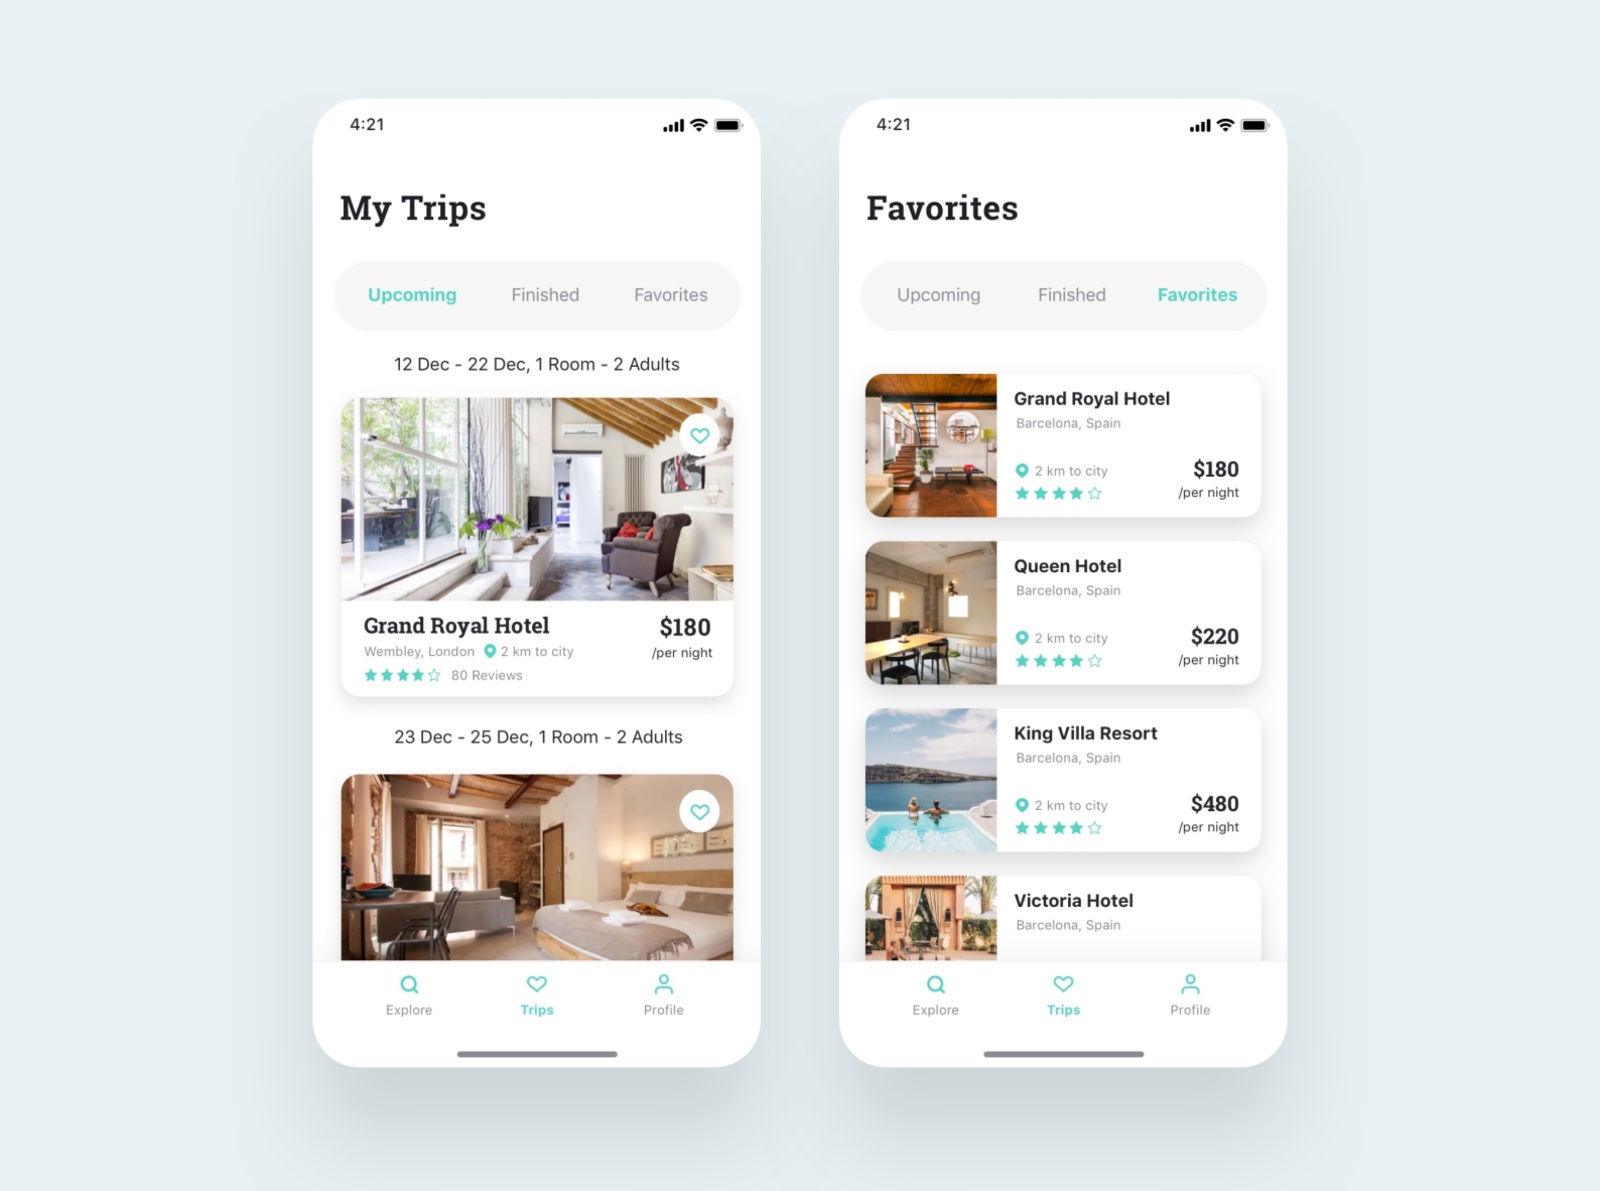 4:21
My Trips
Upcoming Finished Favorites
12 Dec - 22 Dec, 1 Room - 2 Adults
Grand Royal Hotel
$180
Wembley, London 2 km to city
/per night
80 Reviews
23 Dec - 25 Dec, 1 Room - 2 Adults
Explore Trips Profile
4:21
Favorites
Upcoming Finished Favorites
Grand Royal Hotel
Barcelona, Spain
2 km to city
$180
/per night
Queen Hotel
Barcelona, Spain
2 km to city
$220
/per night
King Villa Resort
Barcelona, Spain
2 km to city
$480
/per night
Victoria Hotel
Barcelona, Spain
Explore Trips Profile